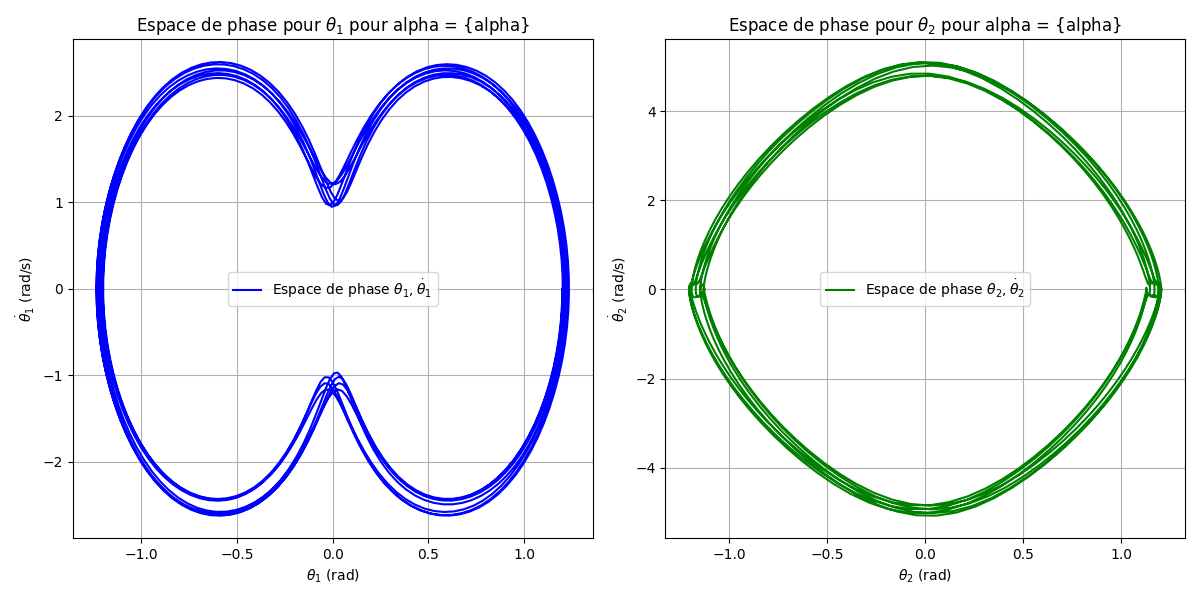 Espace de phase pour θ₁ pour alpha = {alpha}
2
1
0
−1
−2
−1.0
−0.5
0.0
0.5
1.0
θ̇₁ (rad/s)
θ₁ (rad)
Espace de phase θ₁, θ̇₁
Espace de phase pour θ₂ pour alpha = {alpha}
4
2
0
−2
−4
−1.0
−0.5
0.0
0.5
1.0
θ̇₂ (rad/s)
θ₂ (rad)
Espace de phase θ₂, θ̇₂